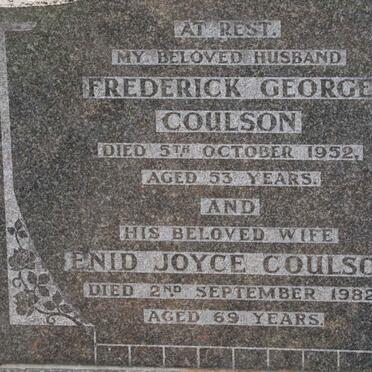 AT REST.
MY BELOVED HUSBAND
FREDERICK GEORGE
COULSON
DIED 5TH OCTOBER 1952,
AGED 53 YEARS.
AND
HIS BELOVED WIFE
ENID JOYCE COULSO
DIED 2ND SEPTEMBER 1982
AGED 69 YEARS.